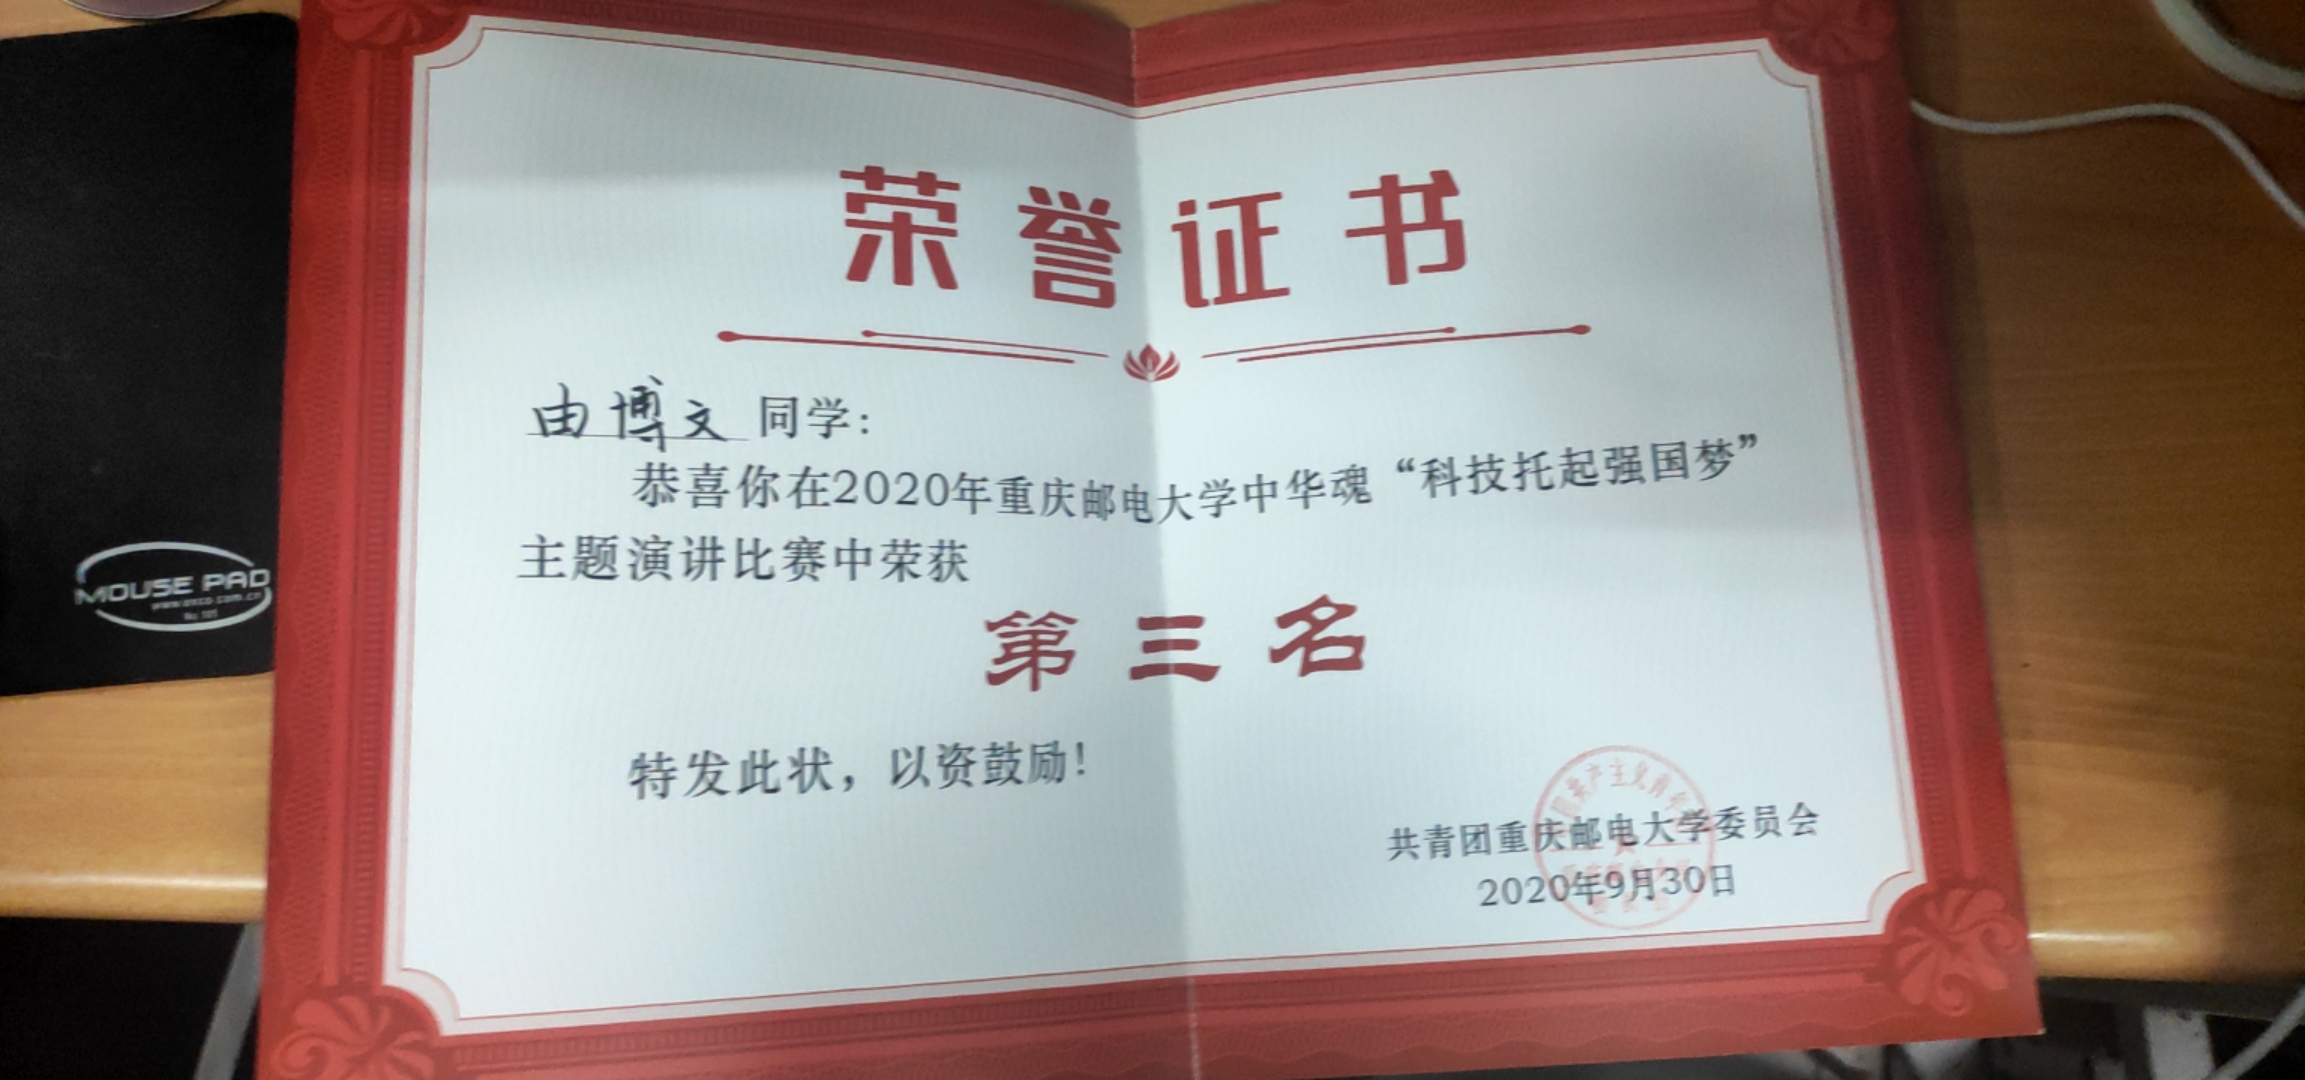 荣誉证书
由博文 同学：
恭喜你在2020年重庆邮电大学中华魂“科技托起强国梦”
主题演讲比赛中荣获
第三名
特发此状，以资鼓励！
共青团重庆邮电大学委员会
2020年9月30日
MOUSE PAD